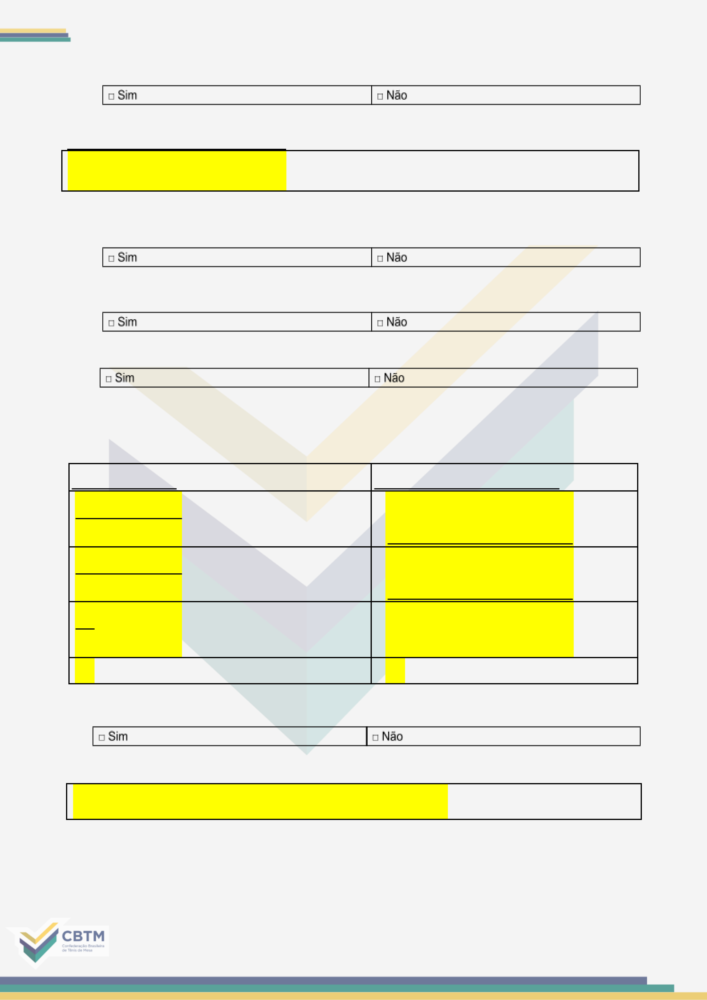 □ Sim □ Não
□ Sim □ Não
□ Sim □ Não
□ Sim □ Não
□ Sim □ Não
CBTM
Confederação Brasileira
de Tênis de Mesa